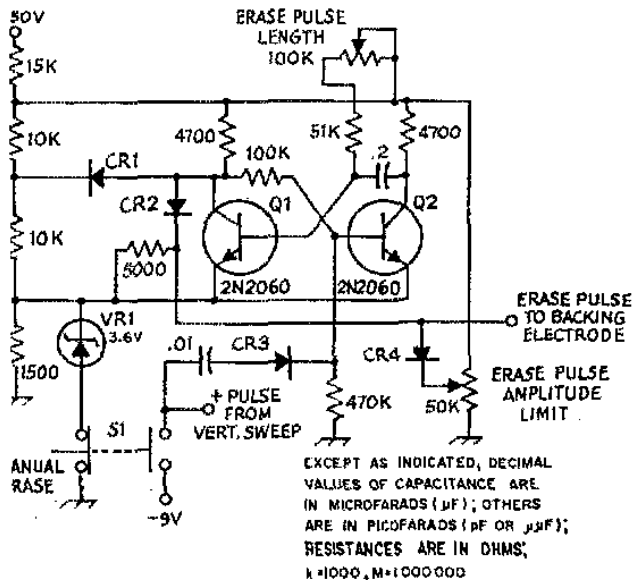 50V
15K
10K
10K
1500
CR1
CR2
5000
4700
100K
Q1
2N2060
ERASE PULSE
LENGTH
100K
51K
.2
4700
Q2
2N2060
VR1
3.6V
.01
CR3
+ PULSE
FROM
VERT. SWEEP
470K
CR4
50K
ERASE PULSE
TO BACKING
ELECTRODE
ERASE PULSE
AMPLITUDE
LIMIT
S1
ANUAL
RASE
-9V
EXCEPT AS INDICATED, DECIMAL
VALUES OF CAPACITANCE ARE
IN MICROFARADS (µF); OTHERS
ARE IN PICOFARADS (pF OR µµF);
RESISTANCES ARE IN OHMS;
k=1000, M=1000000